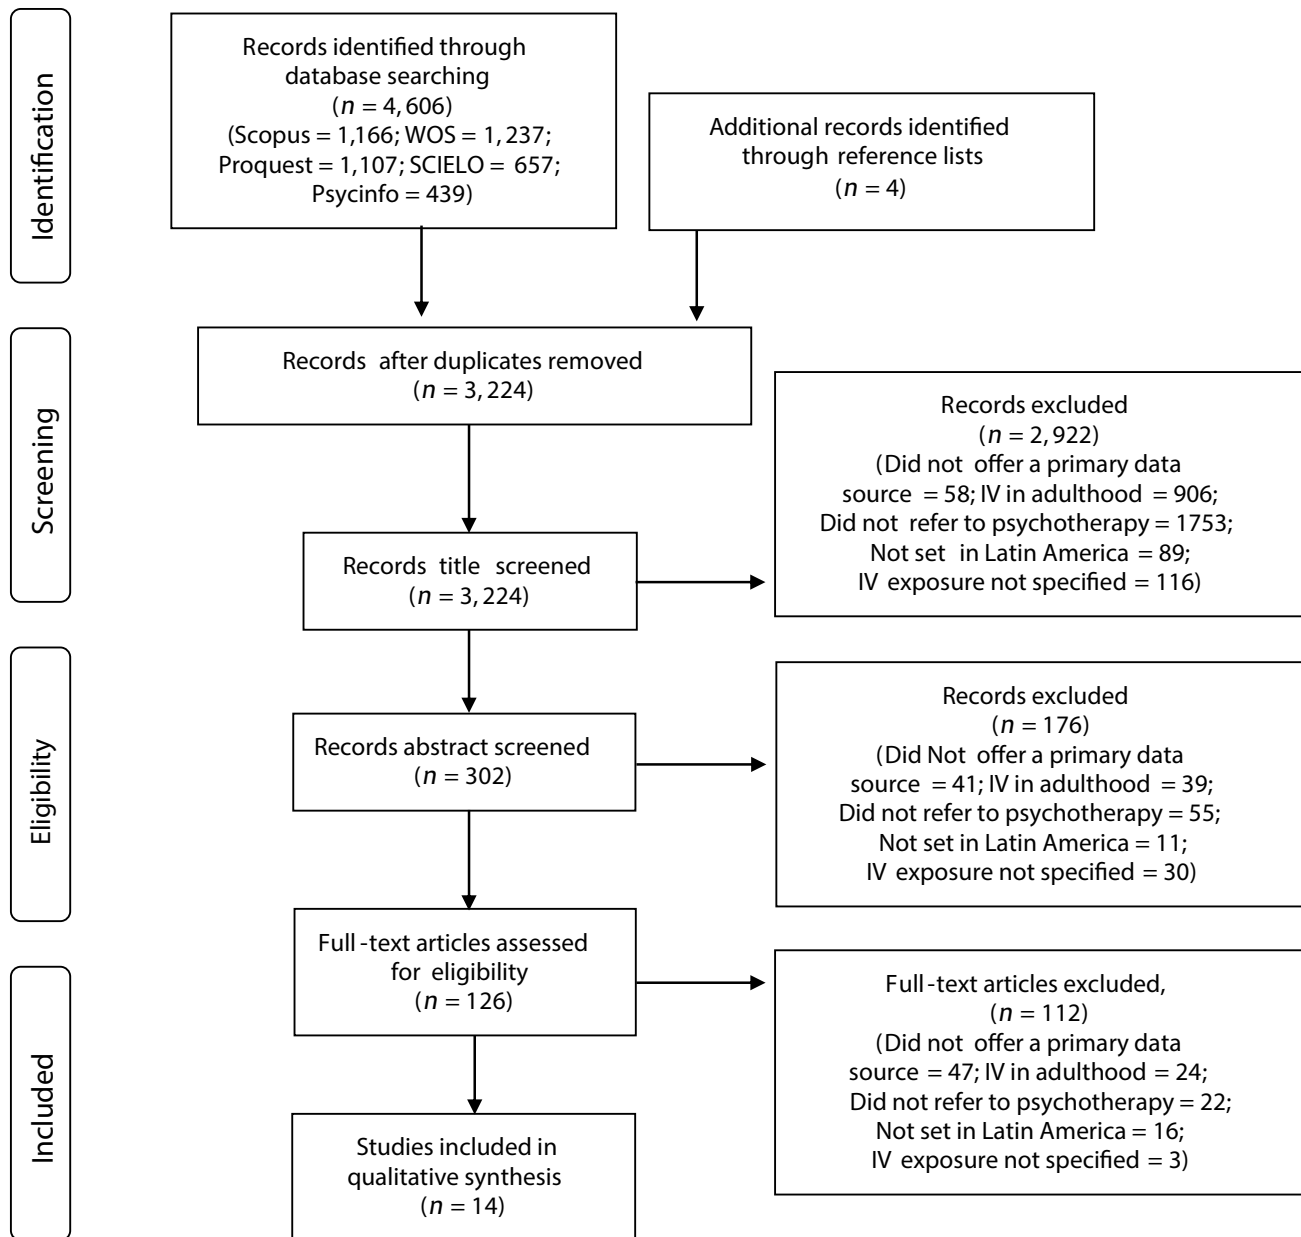 Identification
Records identified through
database searching
(n = 4,606)
(Scopus = 1,166; WOS = 1,237;
Proquest = 1,107; SCIELO = 657;
Psycinfo = 439)
Additional records identified
through reference lists
(n = 4)
Screening
Records after duplicates removed
(n = 3,224)
Records title screened
(n = 3,224)
Records excluded
(n = 2,922)
(Did not offer a primary data
source = 58; IV in adulthood = 906;
Did not refer to psychotherapy = 1753;
Not set in Latin America = 89;
IV exposure not specified = 116)
Eligibility
Records abstract screened
(n = 302)
Records excluded
(n = 176)
(Did Not offer a primary data
source = 41; IV in adulthood = 39;
Did not refer to psychotherapy = 55;
Not set in Latin America = 11;
IV exposure not specified = 30)
Full-text articles assessed
for eligibility
(n = 126)
Full-text articles excluded,
(n = 112)
(Did not offer a primary data
source = 47; IV in adulthood = 24;
Did not refer to psychotherapy = 22;
Not set in Latin America = 16;
IV exposure not specified = 3)
Included
Studies included in
qualitative synthesis
(n = 14)